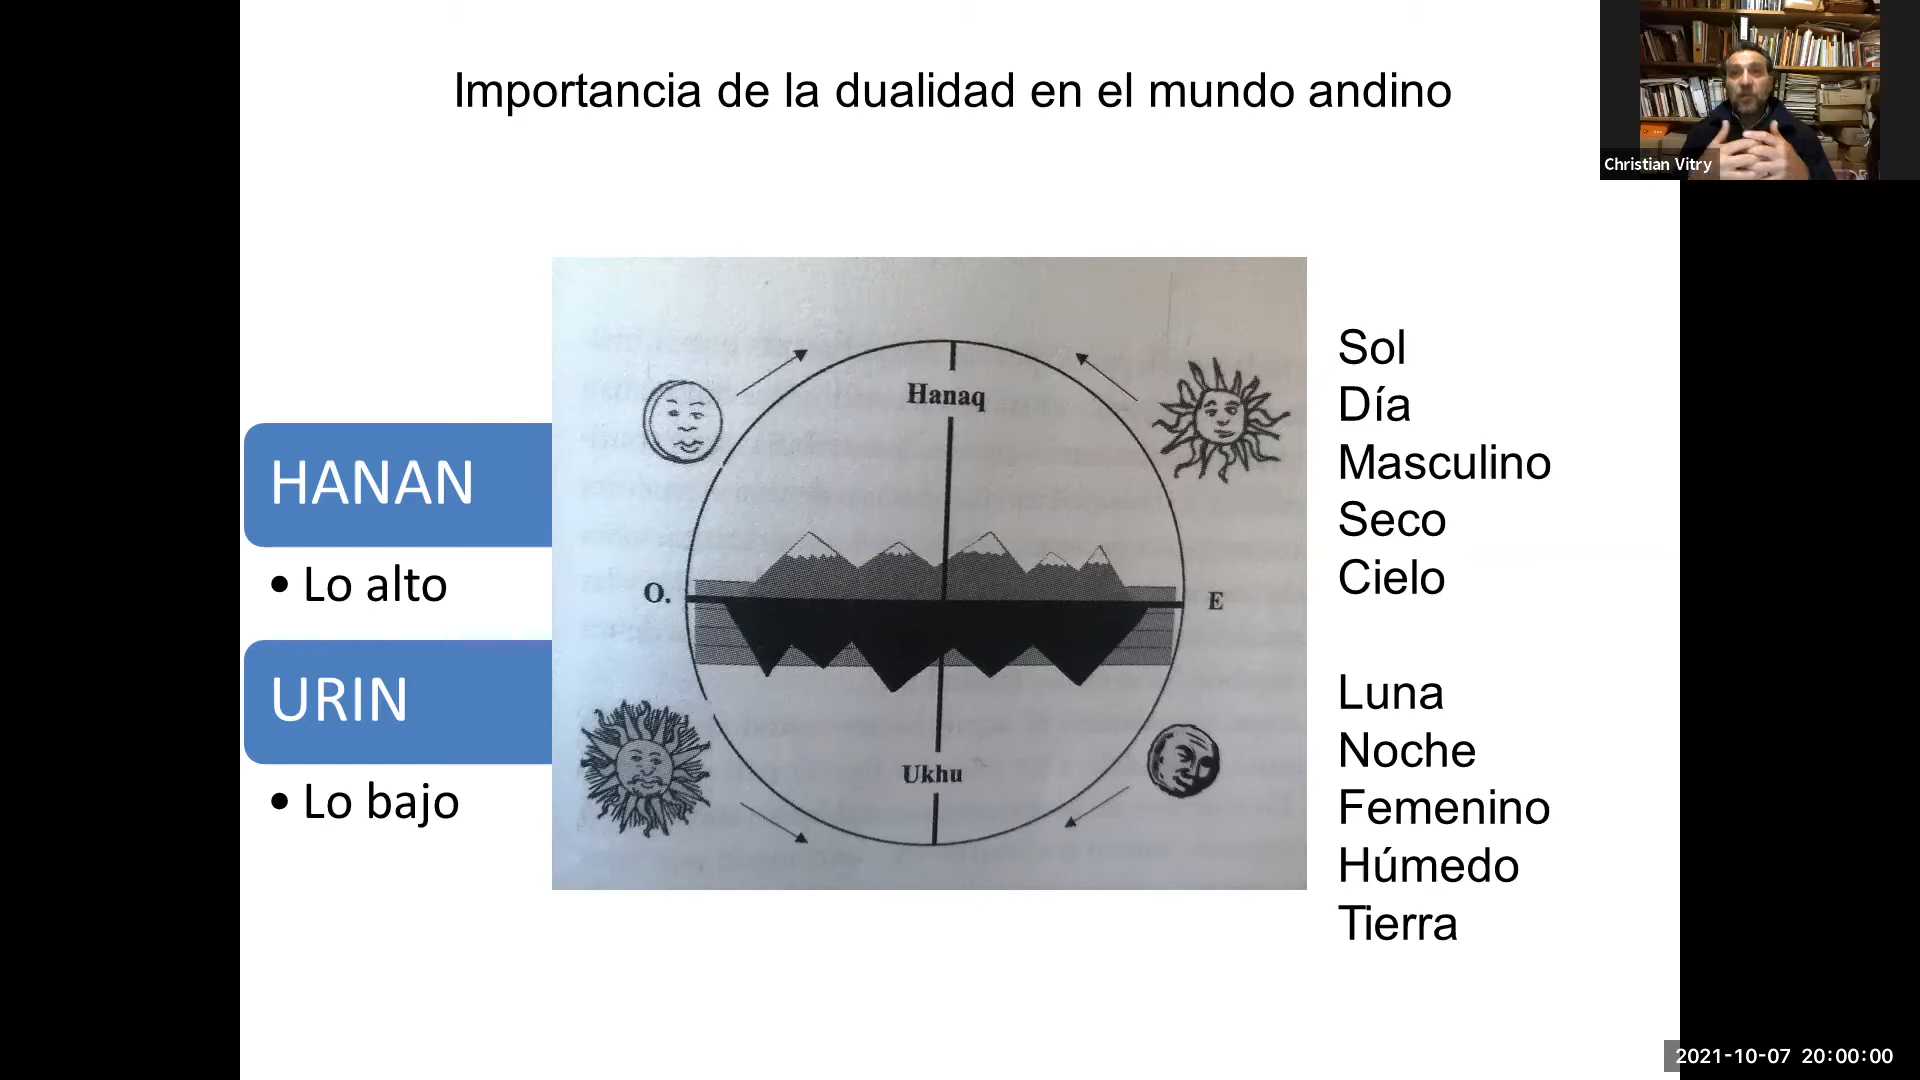 Importancia de la dualidad en el mundo andino
Christian Vitry
HANAN
• Lo alto
URIN
• Lo bajo
Hanaq
O.
E
Ukhu
Sol
Día
Masculino
Seco
Cielo
Luna
Noche
Femenino
Húmedo
Tierra
2021-10-07 20:00:00